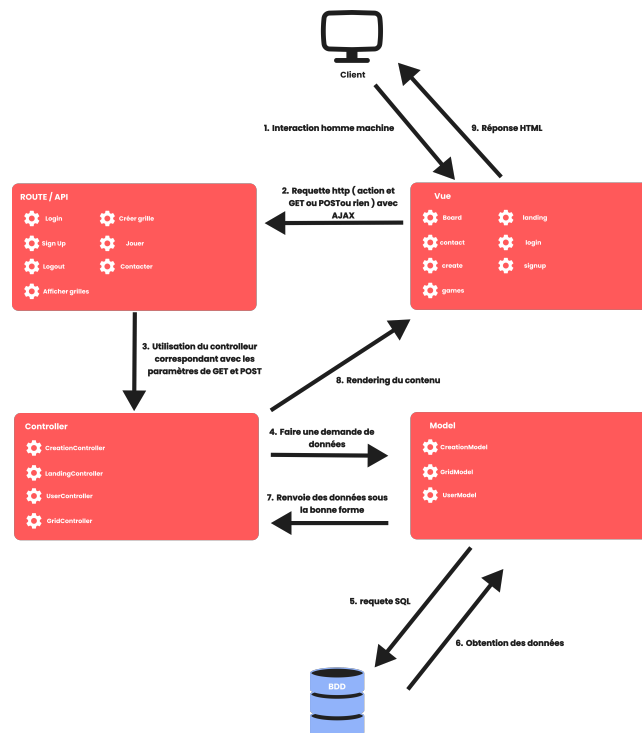 Client
1. Interaction homme machine
9. Réponse HTML
ROUTE / API
Login
Créer grille
Sign Up
Jouer
Logout
Contacter
Afficher grilles
2. Requette http ( action et
GET ou POSTou rien ) avec
AJAX
Vue
Board
landing
contact
login
create
signup
games
3. Utilisation du controlleur
correspondant avec les
paramètres de GET et POST
8. Rendering du contenu
Controller
CreationController
LandingController
UserController
GridController
4. Faire une demande de
données
7. Renvoie des données sous
la bonne forme
Model
CreationModel
GridModel
UserModel
5. requete SQL
6. Obtention des données
BDD